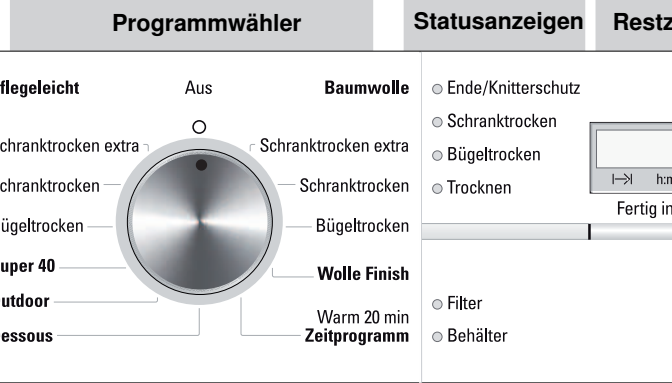 Programmwähler
Statusanzeigen
Restz
flegeleicht
Aus
Baumwolle
chranktrocken extra
Schranktrocken extra
chranktrocken
Schranktrocken
ügeltrocken
Bügeltrocken
uper 40
Wolle Finish
utdoor
Warm 20 min
essous
Zeitprogramm
Ende/Knitterschutz
Schranktrocken
Bügeltrocken
Trocknen
h:m
Fertig in
Filter
Behälter